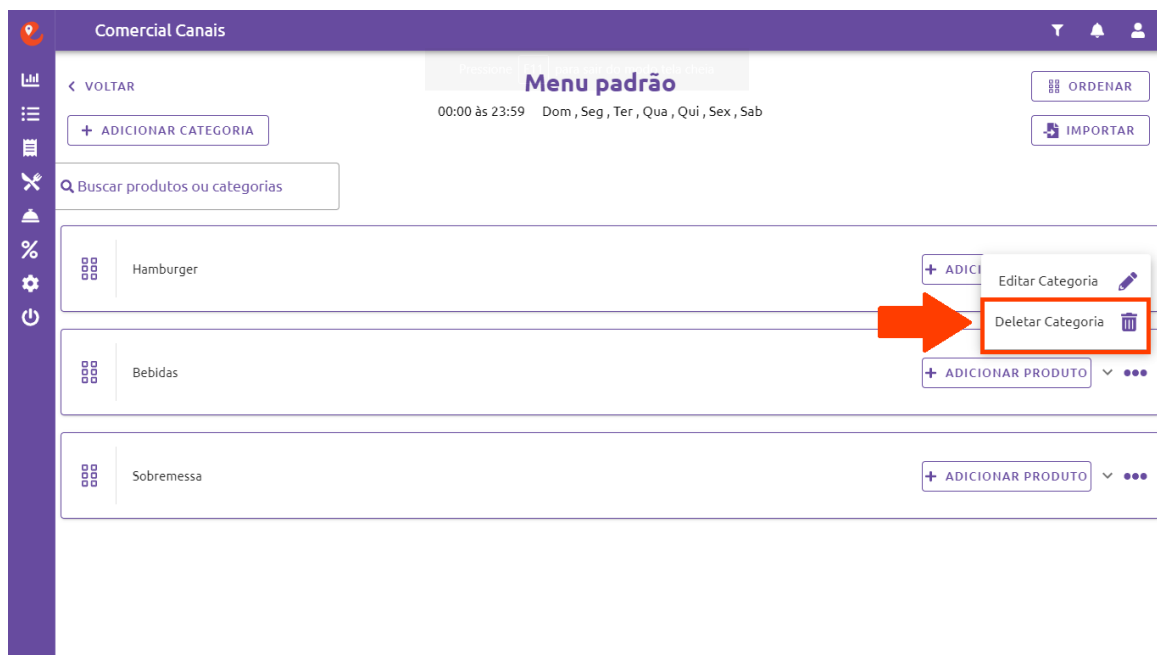 Comercial Canais
VOLTAR
Menu padrão
ORDENAR
00:00 às 23:59 Dom , Seg , Ter , Qua , Qui , Sex , Sab
+ ADICIONAR CATEGORIA
IMPORTAR
Buscar produtos ou categorias
Hamburger
+ ADICI
Editar Categoria
Deletar Categoria
Bebidas
+ ADICIONAR PRODUTO
Sobremessa
+ ADICIONAR PRODUTO